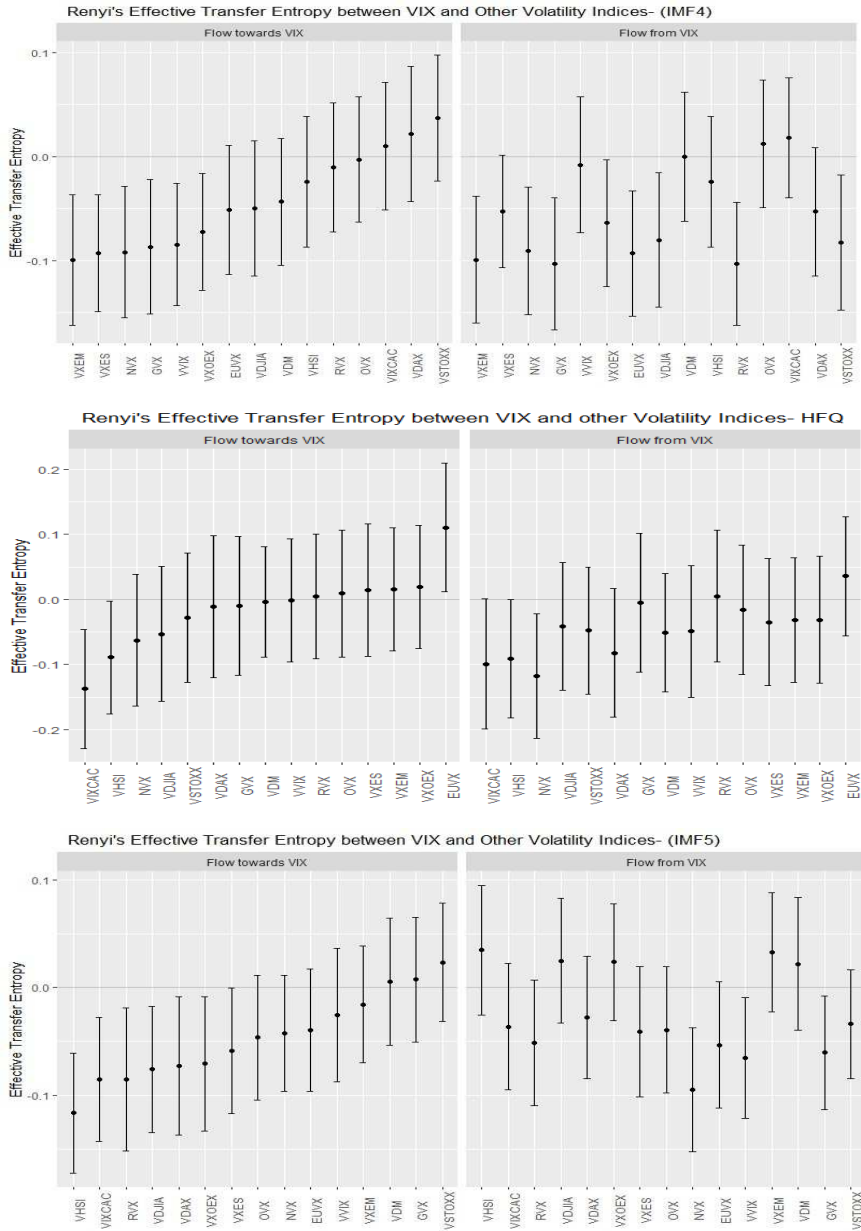 Renyi's Effective Transfer Entropy between VIX and Other Volatility Indices- (IMF4)
Flow towards VIX
Flow from VIX
Effective Transfer Entropy
0.1
0.0
-0.1
VXEM
VXES
NVX
GVX
VVIX
VXOEX
EUVX
VDJIA
VDM
VHSI
RVX
OVX
VIXCAC
VDAX
VSTOXX
VXEM
VXES
NVX
GVX
VVIX
VXOEX
EUVX
VDJIA
VDM
VHSI
RVX
OVX
VIXCAC
VDAX
VSTOXX
Renyi's Effective Transfer Entropy between VIX and other Volatility Indices- HFQ
Flow towards VIX
Flow from VIX
Effective Transfer Entropy
0.2
0.1
0.0
-0.1
-0.2
VIXCAC
VHSI
NVX
VDJIA
VSTOXX
VDAX
GVX
VDM
VVIX
RVX
OVX
VXES
VXEM
VXOEX
EUVX
VIXCAC
VHSI
NVX
VDJIA
VSTOXX
VDAX
GVX
VDM
VVIX
RVX
OVX
VXES
VXEM
VXOEX
EUVX
Renyi's Effective Transfer Entropy between VIX and Other Volatility Indices- (IMF5)
Flow towards VIX
Flow from VIX
Effective Transfer Entropy
0.1
0.0
-0.1
VHSI
VIXCAC
RVX
VDJIA
VDAX
VXOEX
VXES
OVX
NVX
EUVX
VVIX
VXEM
VDM
GVX
VSTOXX
VHSI
VIXCAC
RVX
VDJIA
VDAX
VXOEX
VXES
OVX
NVX
EUVX
VVIX
VXEM
VDM
GVX
VSTOXX